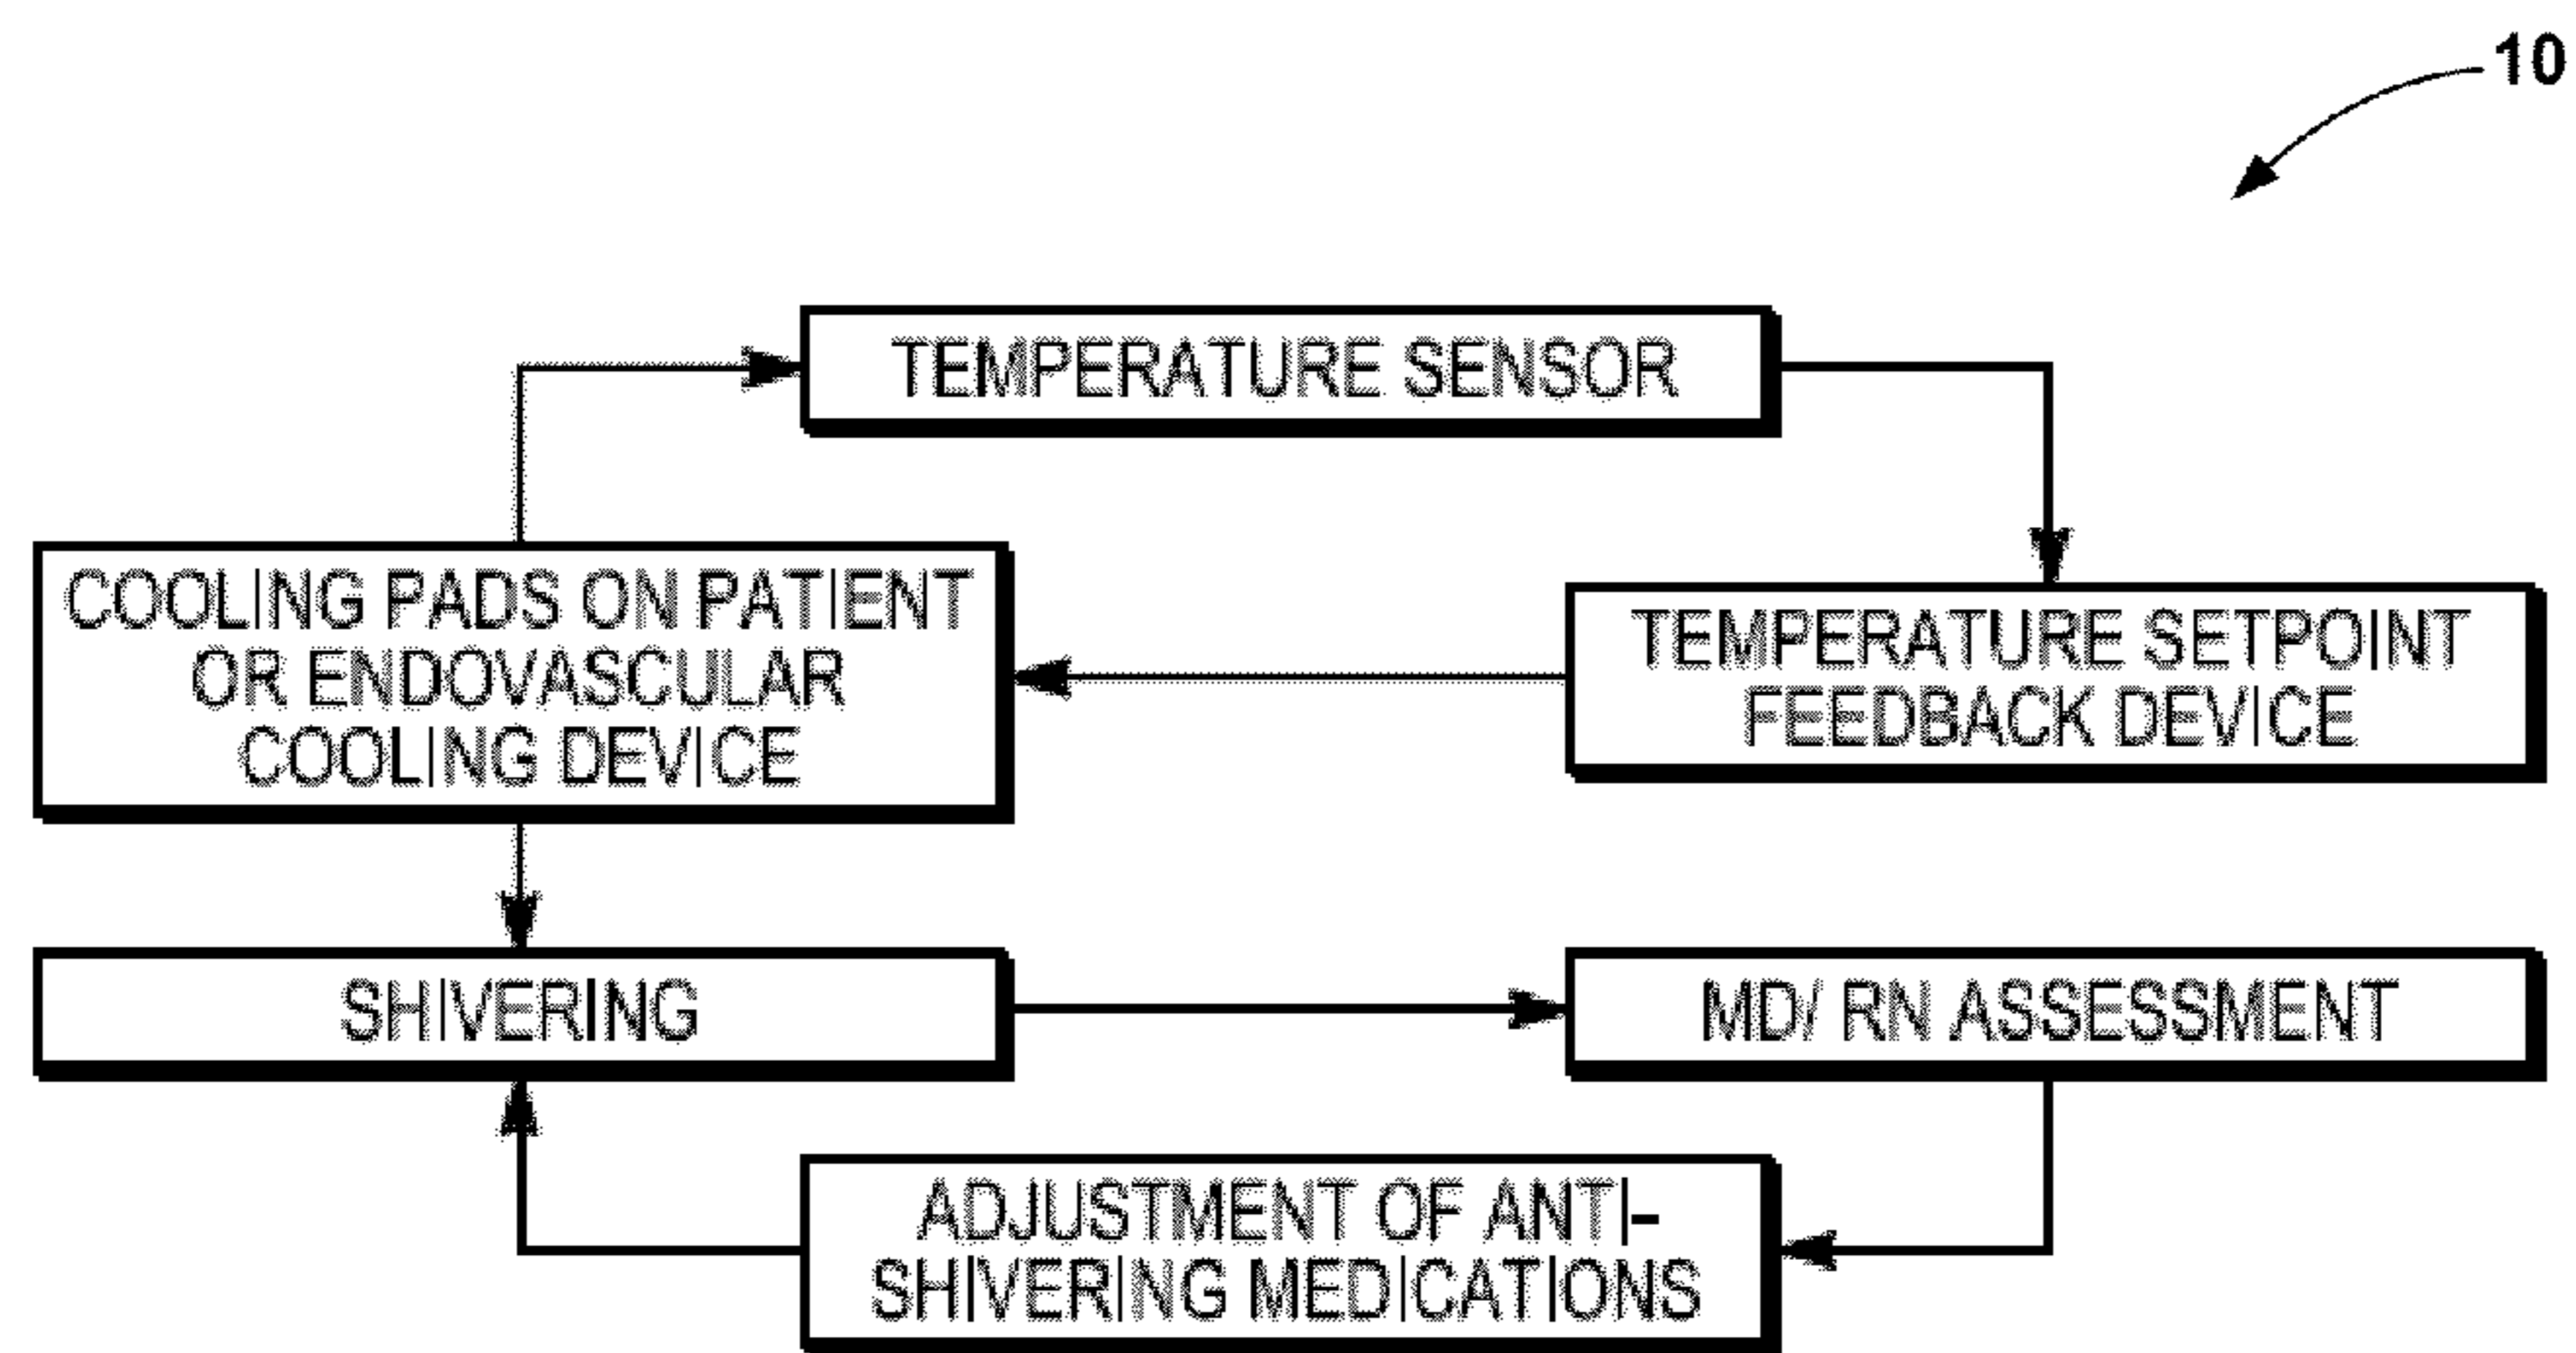 10
TEMPERATURE SENSOR
COOLING PADS ON PATIENT
OR ENDOVASCULAR
COOLING DEVICE
TEMPERATURE SETPOINT
FEEDBACK DEVICE
SHIVERING
MD/ RN ASSESSMENT
ADJUSTMENT OF ANTI-
SHIVERING MEDICATIONS